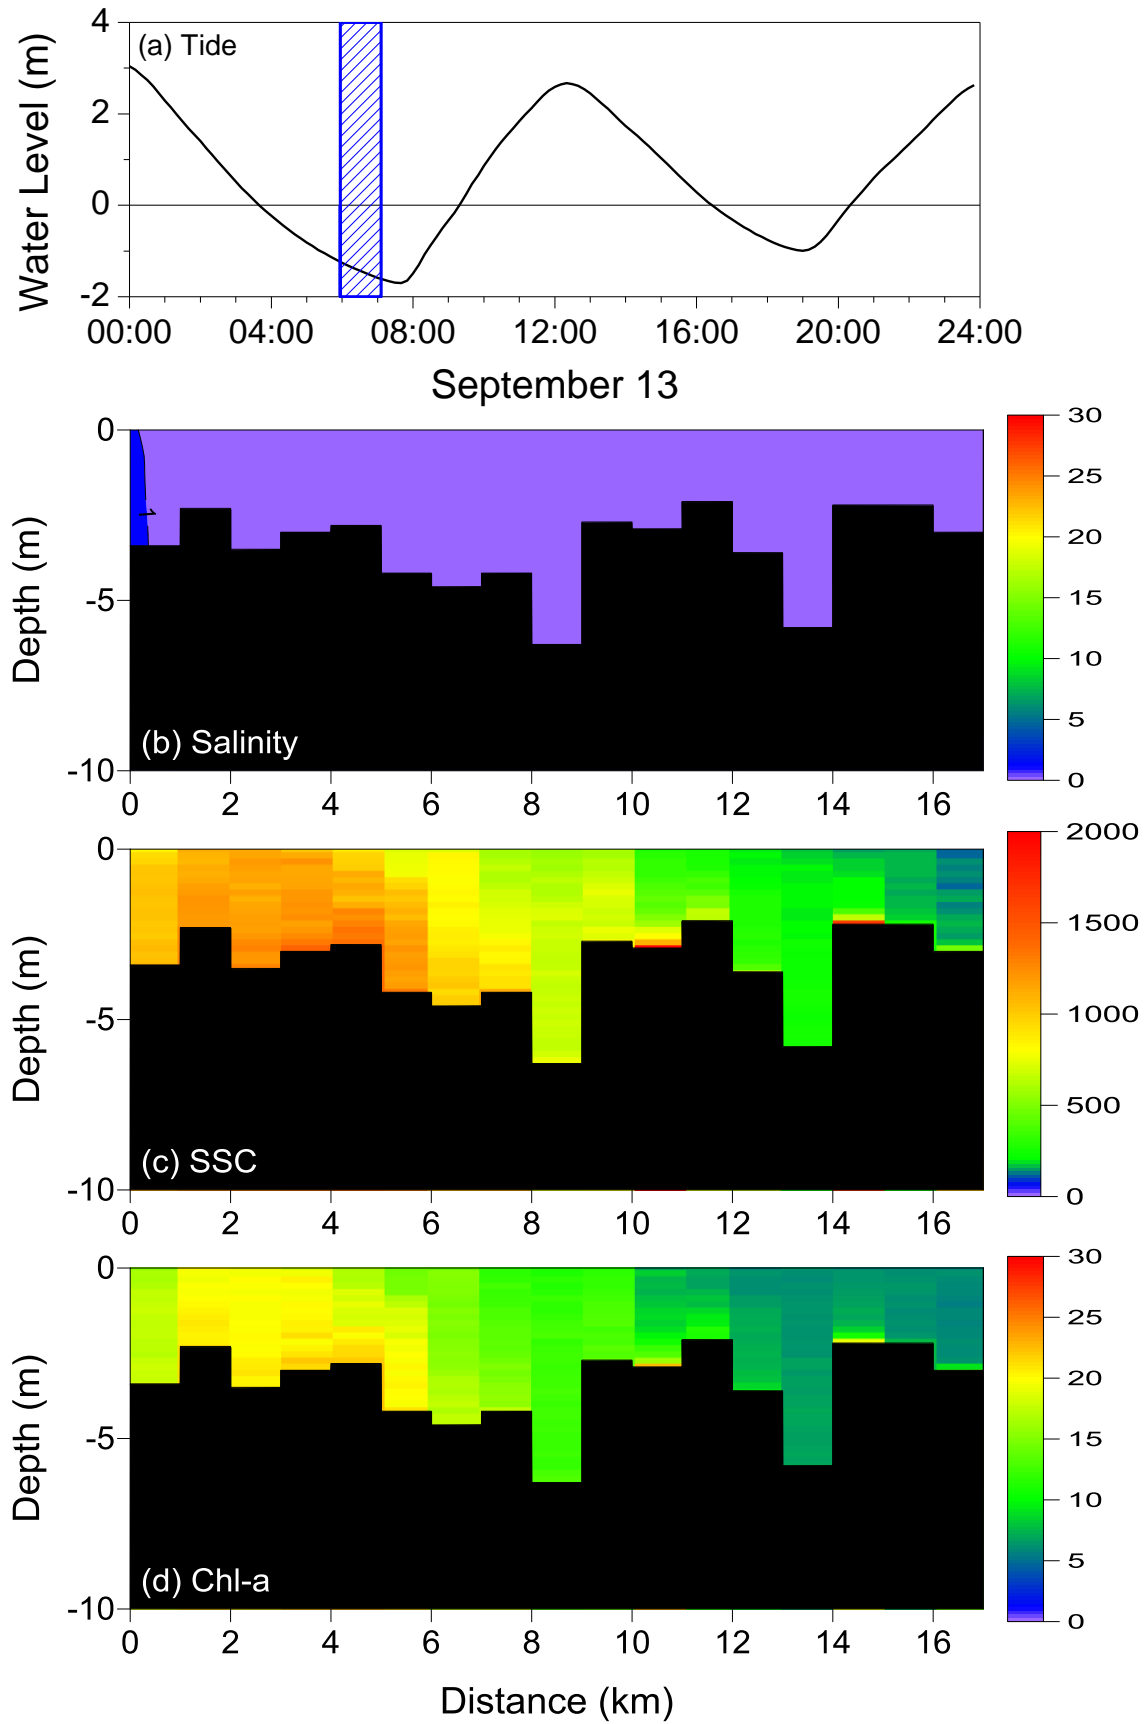 4
(a) Tide
2
0
-2
Water Level (m)
00:00 04:00 08:00 12:00 16:00 20:00 24:00
September 13
0
-5
-10
Depth (m)
1
(b) Salinity
0 2 4 6 8 10 12 14 16
30
25
20
15
10
5
0
0
-5
-10
Depth (m)
(c) SSC
0 2 4 6 8 10 12 14 16
2000
1500
1000
500
0
0
-5
-10
Depth (m)
(d) Chl-a
0 2 4 6 8 10 12 14 16
30
25
20
15
10
5
0
Distance (km)